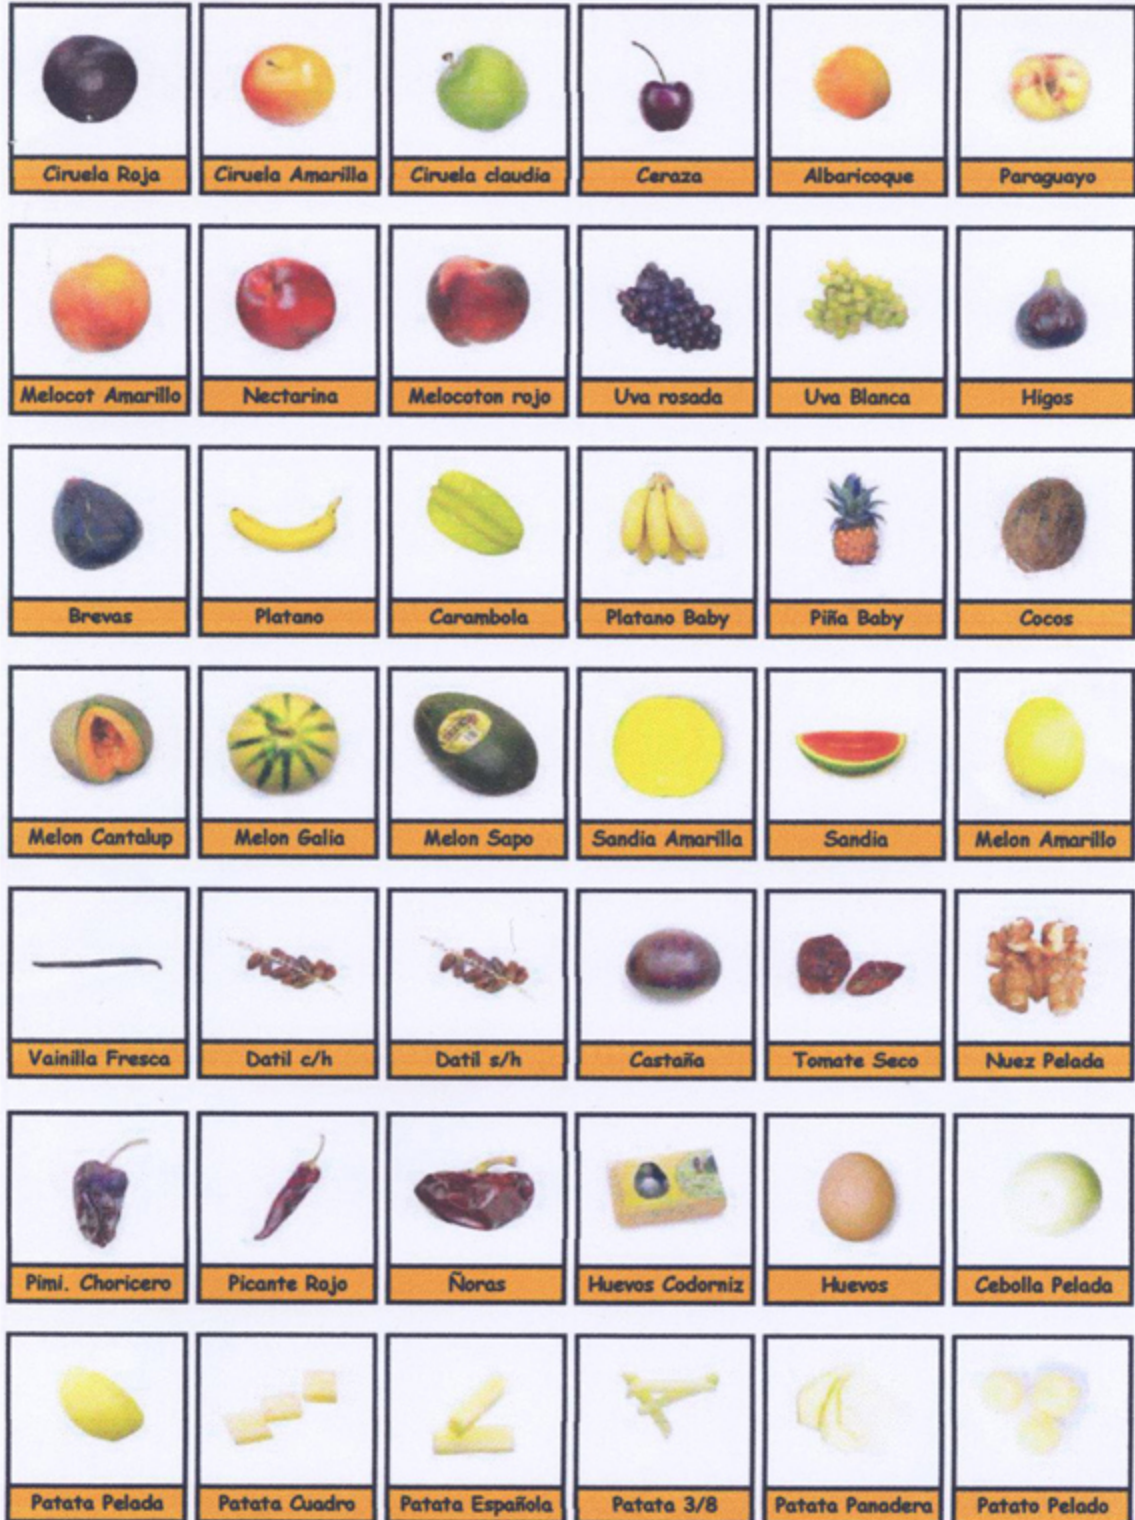 Ciruela Roja
Ciruela Amarilla
Ciruela claudia
Ceraza
Albaricoque
Paraguayo
Melocot Amarillo
Nectarina
Melocoton rojo
Uva rosada
Uva Blanca
Higos
Brevas
Platano
Carambola
Platano Baby
Piña Baby
Cocos
Melon Cantalup
Melon Galia
Melon Sapo
Sandia Amarilla
Sandia
Melon Amarillo
Vainilla Fresca
Datil c/h
Datil s/h
Castaña
Tomate Seco
Nuez Pelada
Pimi. Choricero
Picante Rojo
Ñoras
Huevos Codorniz
Huevos
Cebolla Pelada
Patata Pelada
Patata Cuadro
Patata Española
Patata 3/8
Patata Panadera
Patato Pelado